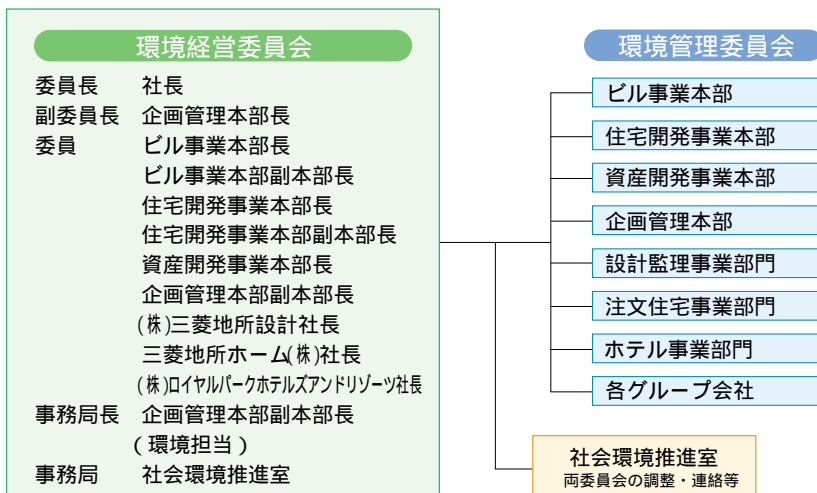 環境経営委員会
委員長 社長
副委員長 企画管理本部長
委員 ビル事業本部長
ビル事業本部副本部長
住宅開発事業本部長
住宅開発事業本部副本部長
資産開発事業本部長
企画管理本部副本部長
(株)三菱地所設計社長
三菱地所ホーム(株)社長
(株)ロイヤルパークホテルズアンドリゾーツ社長
事務局長 企画管理本部副本部長
(環境担当)
事務局 社会環境推進室
環境管理委員会
ビル事業本部
住宅開発事業本部
資産開発事業本部
企画管理本部
設計監理事業部門
注文住宅事業部門
ホテル事業部門
各グループ会社
社会環境推進室
両委員会の調整・連絡等